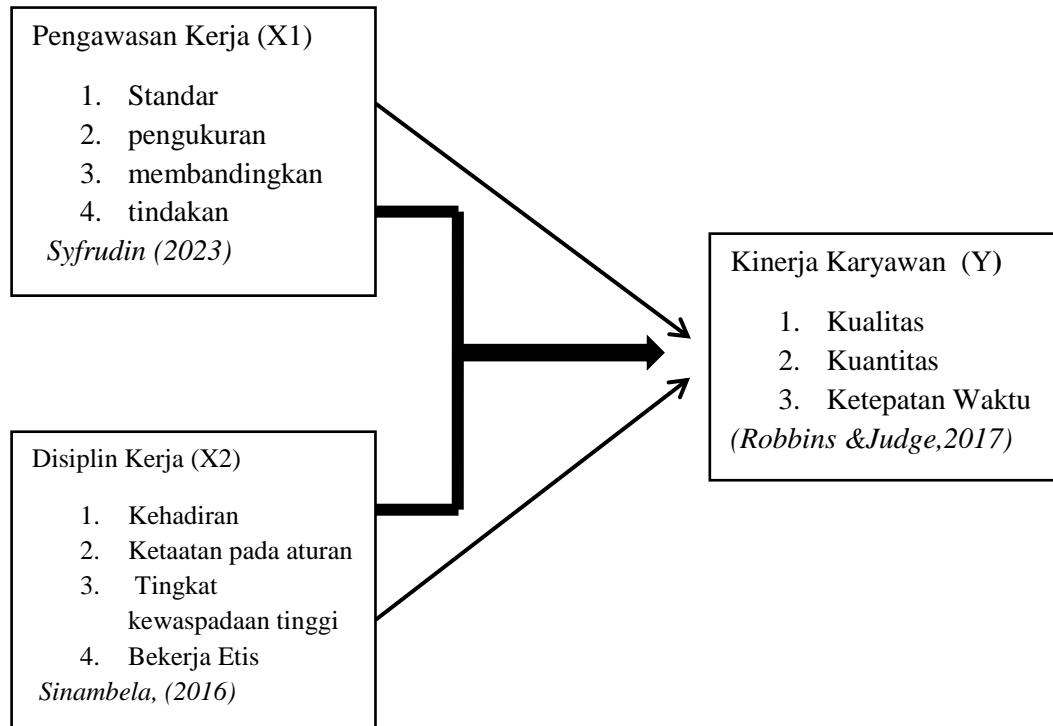 Pengawasan Kerja (X1)
1. Standar
2. pengukuran
3. membandingkan
4. tindakan
Syfrudin (2023)
Kinerja Karyawan (Y)
1. Kualitas
2. Kuantitas
3. Ketepatan Waktu
(Robbins &Judge,2017)
Disiplin Kerja (X2)
1. Kehadiran
2. Ketaatan pada aturan
3. Tingkat
kewaspadaan tinggi
4. Bekerja Etis
Sinambela, (2016)